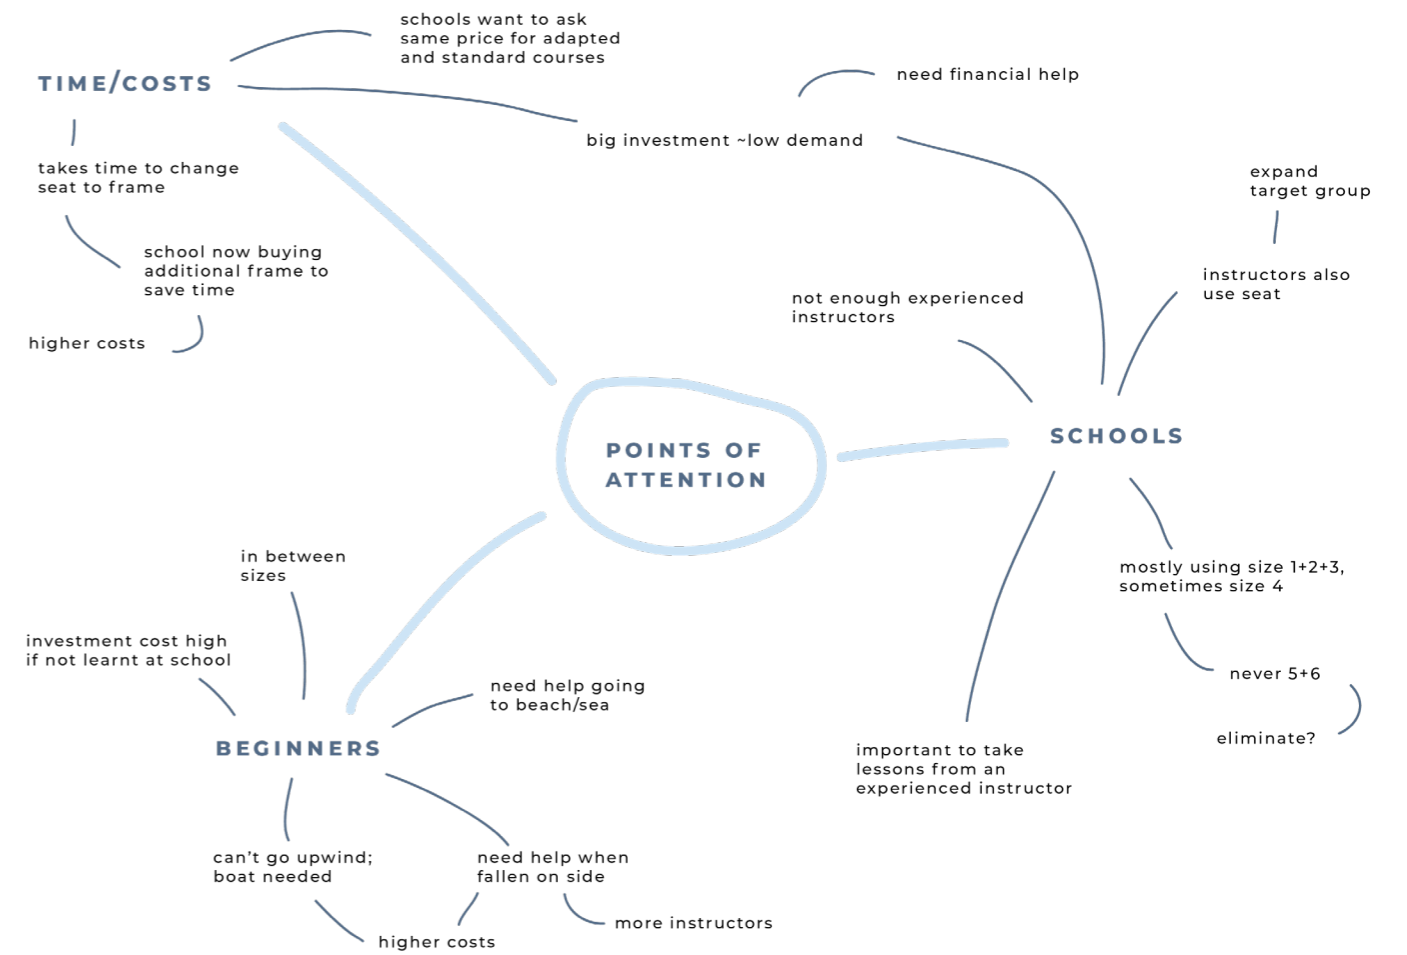 schools want to ask
same price for adapted
and standard courses
TIME/COSTS
need financial help
big investment ~low demand
takes time to change
seat to frame
expand
target group
school now buying
additional frame to
save time
instructors also
use seat
not enough experienced
instructors
higher costs
SCHOOLS
POINTS OF
ATTENTION
in between
sizes
mostly using size 1+2+3,
sometimes size 4
investment cost high
if not learnt at school
never 5+6
need help going
to beach/sea
eliminate?
BEGINNERS
important to take
lessons from an
experienced instructor
can't go upwind;
boat needed
need help when
fallen on side
more instructors
higher costs